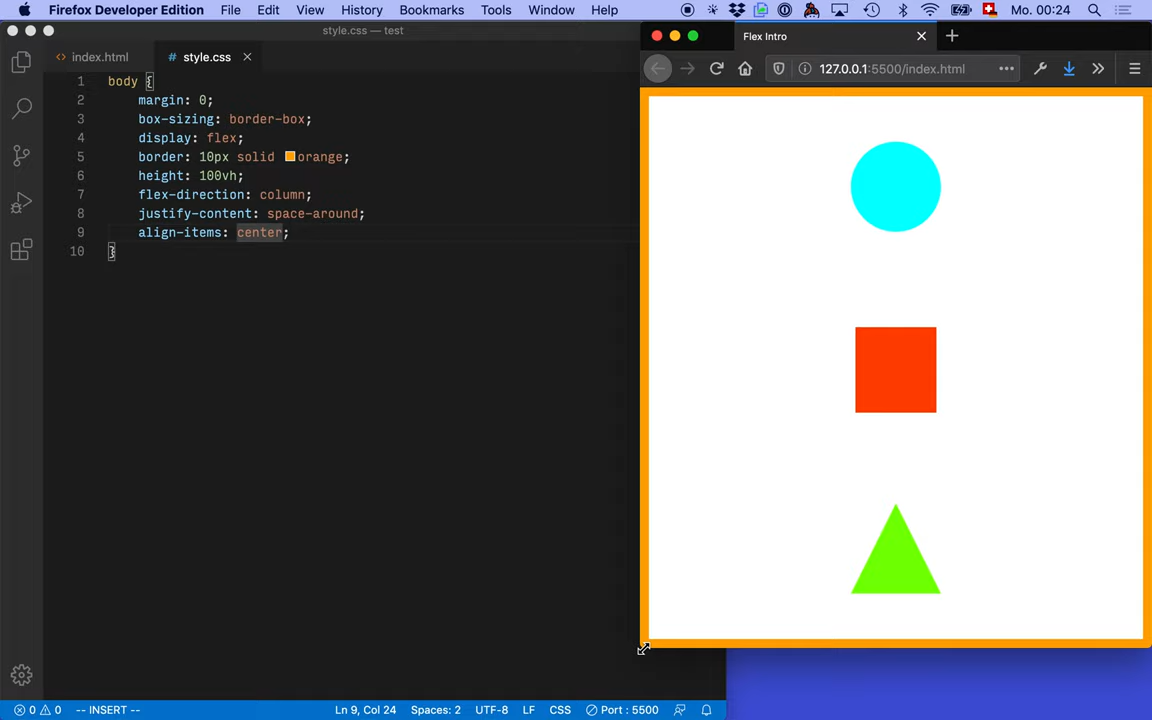 Firefox Developer Edition File Edit View History Bookmarks Tools Window Help Mo. 00:24
style.css — test
Flex Intro
index.html # style.css
127.0.0.1:5500/index.html
1 body {
2 margin: 0;
3 box-sizing: border-box;
4 display: flex;
5 border: 10px solid orange;
6 height: 100vh;
7 flex-direction: column;
8 justify-content: space-around;
9 align-items: center;
10 }
0 0 -- INSERT -- Ln 9, Col 24 Spaces: 2 UTF-8 LF CSS Port : 5500